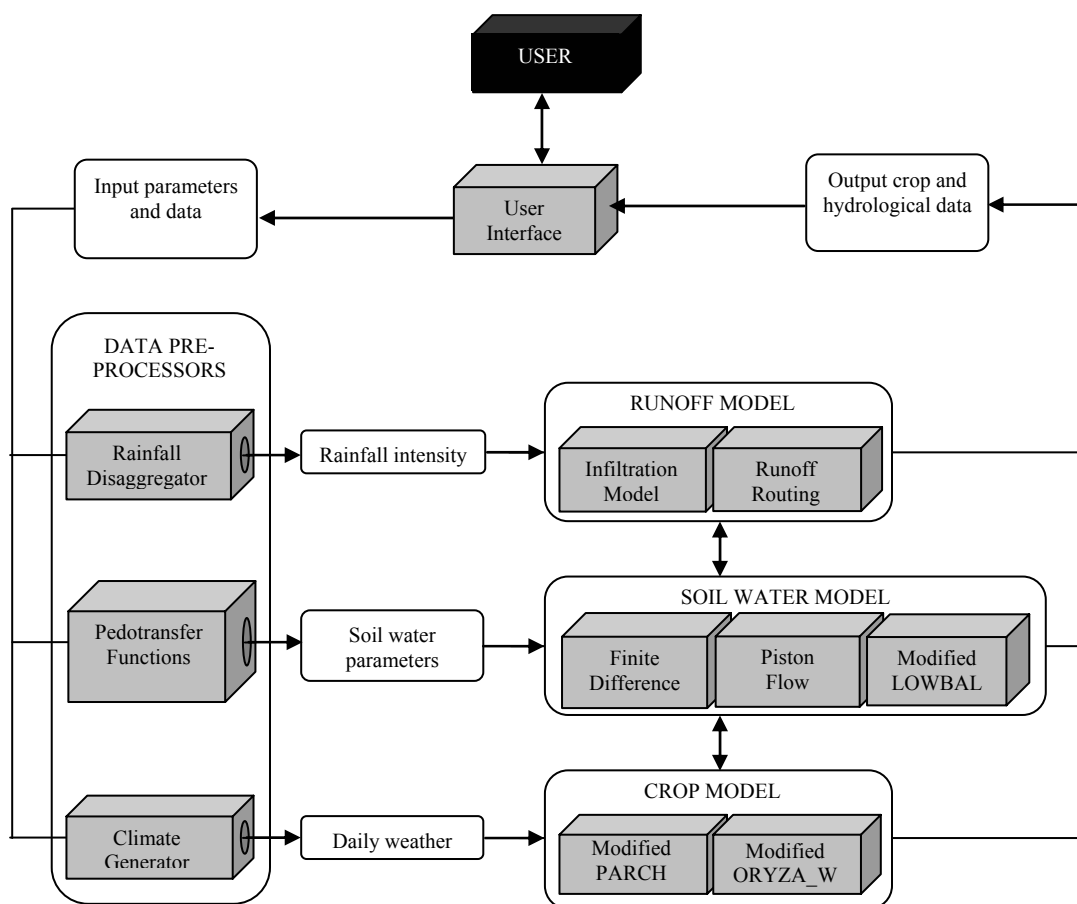 USER
Input parameters
and data
User
Interface
Output crop and
hydrological data
DATA PRE-
PROCESSORS
Rainfall
Disaggregator
Rainfall intensity
RUNOFF MODEL
Infiltration
Model
Runoff
Routing
Pedotransfer
Functions
Soil water
parameters
SOIL WATER MODEL
Finite
Difference
Piston
Flow
Modified
LOWBAL
Climate
Generator
Daily weather
CROP MODEL
Modified
PARCH
Modified
ORYZA_W